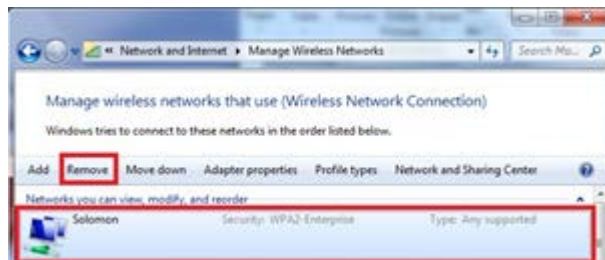 « Network and Internet ▸ Manage Wireless Networks
Search Ma...
Manage wireless networks that use (Wireless Network Connection)
Windows tries to connect to these networks in the order listed below.
Add Remove Move down Adapter properties Profile types Network and Sharing Center
Networks you can view, modify, and reorder
Solomon Security: WPA2-Enterprise Type: Any supported